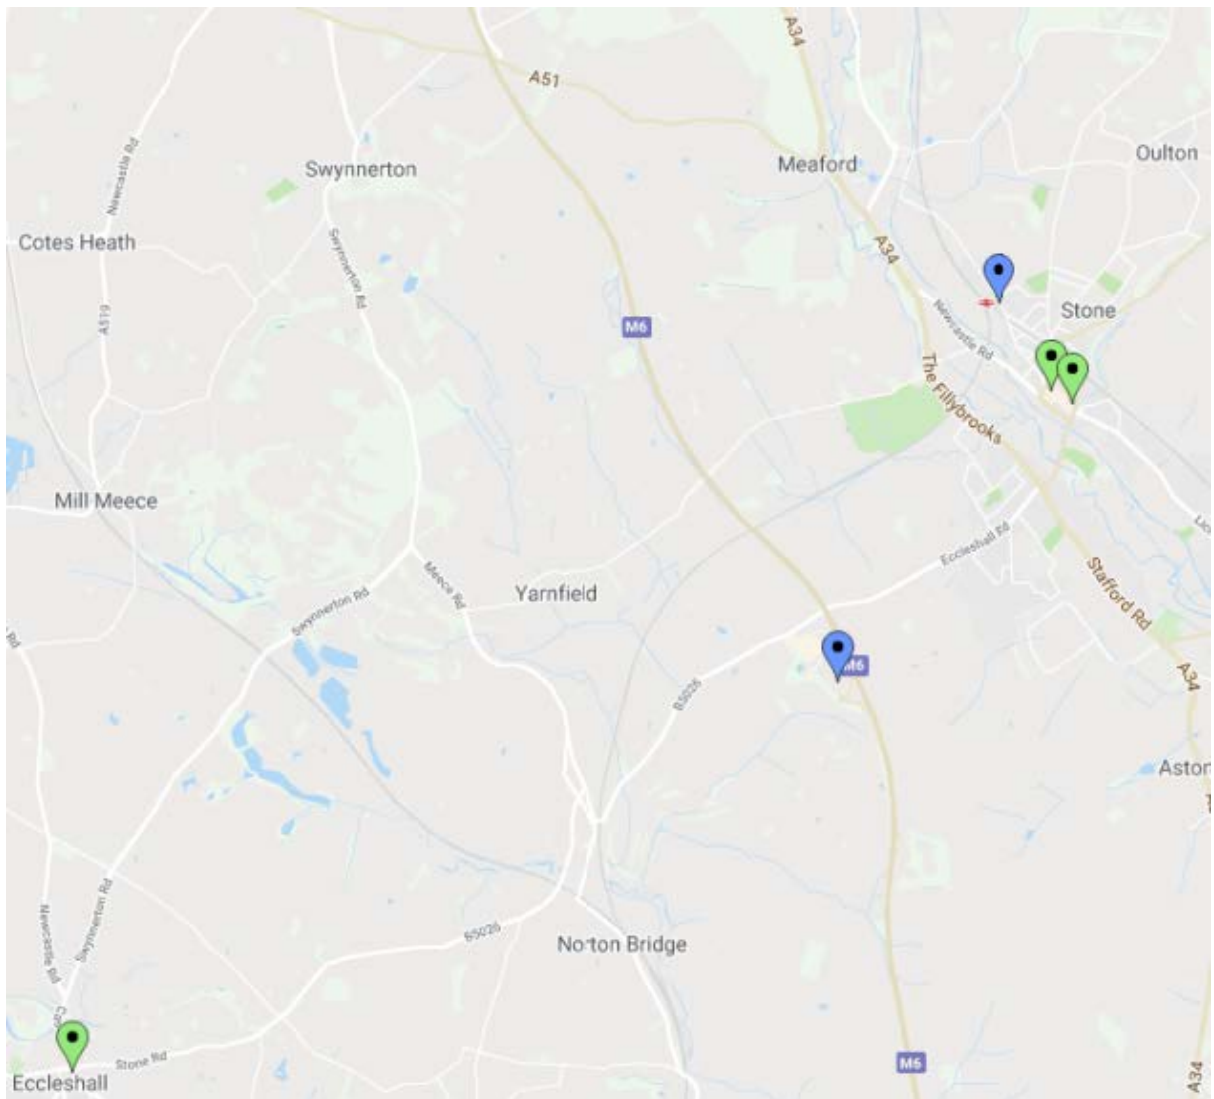 A34
A51
Newcastle Rd
Swynnerton
Meaford
Oulton
Cotes Heath
Swynnerton Rd
A34
A519
M6
Newcastle Rd
Stone
The Fillybrooks
Mill Meece
Eccleshall Rd
Meece Rd
Yarnfield
Swynnerton Rd
Stafford Rd
Rd
M6
B5026
A34
Aston
Swynnerton Rd
Newcastle Rd
B5026
Norton Bridge
Stone Rd
M6
A34
Eccleshall